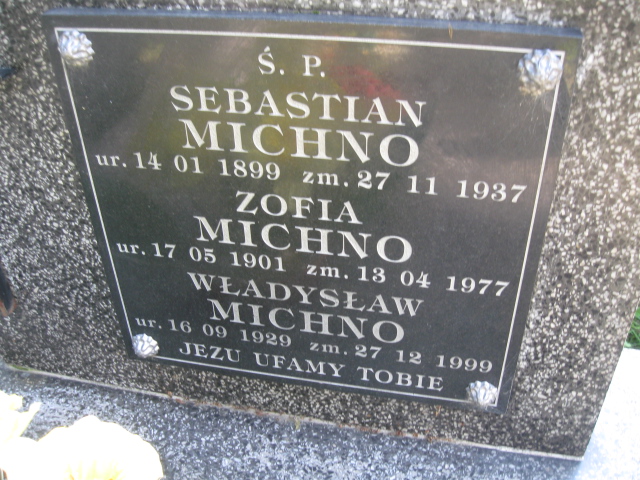 Ś. P.
SEBASTIAN
MICHNO
ur. 14 01 1899 zm. 27 11 1937
ZOFIA
MICHNO
ur. 17 05 1901 zm. 13 04 1977
WŁADYSŁAW
MICHNO
ur. 16 09 1929 zm. 27 12 1999
JEZU UFAMY TOBIE